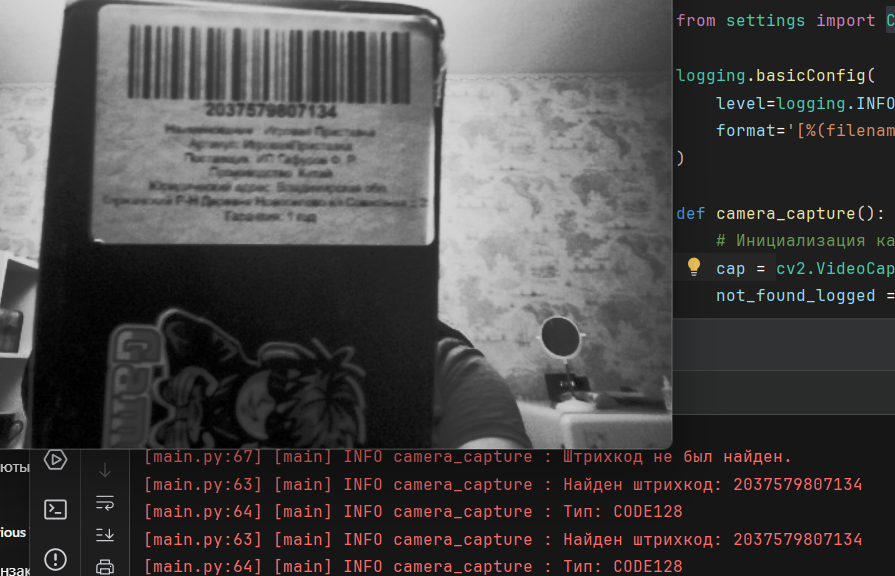 2037579807134
Наименование: Игровая Приставка
Артикул: ИгроваяПриставка
Поставщик: ИП Гафуров Ф. Р.
Производство: Китай
Юридический адрес: Владимирская обл.
Р-Н Деревня
Гарантия: 1 год
from settings import C
logging.basicConfig(
level=logging.INFO
format='[%(filenam
)
def camera_capture():
# Инициализация ка
cap = cv2.VideoCap
not_found_logged =
юты
ious
нзак
[main.py:67] [main] INFO camera_capture : Штрихкод не был найден.
[main.py:63] [main] INFO camera_capture : Найден штрихкод: 2037579807134
[main.py:64] [main] INFO camera_capture : Тип: CODE128
[main.py:63] [main] INFO camera_capture : Найден штрихкод: 2037579807134
[main.py:64] [main] INFO camera_capture : Тип: CODE128